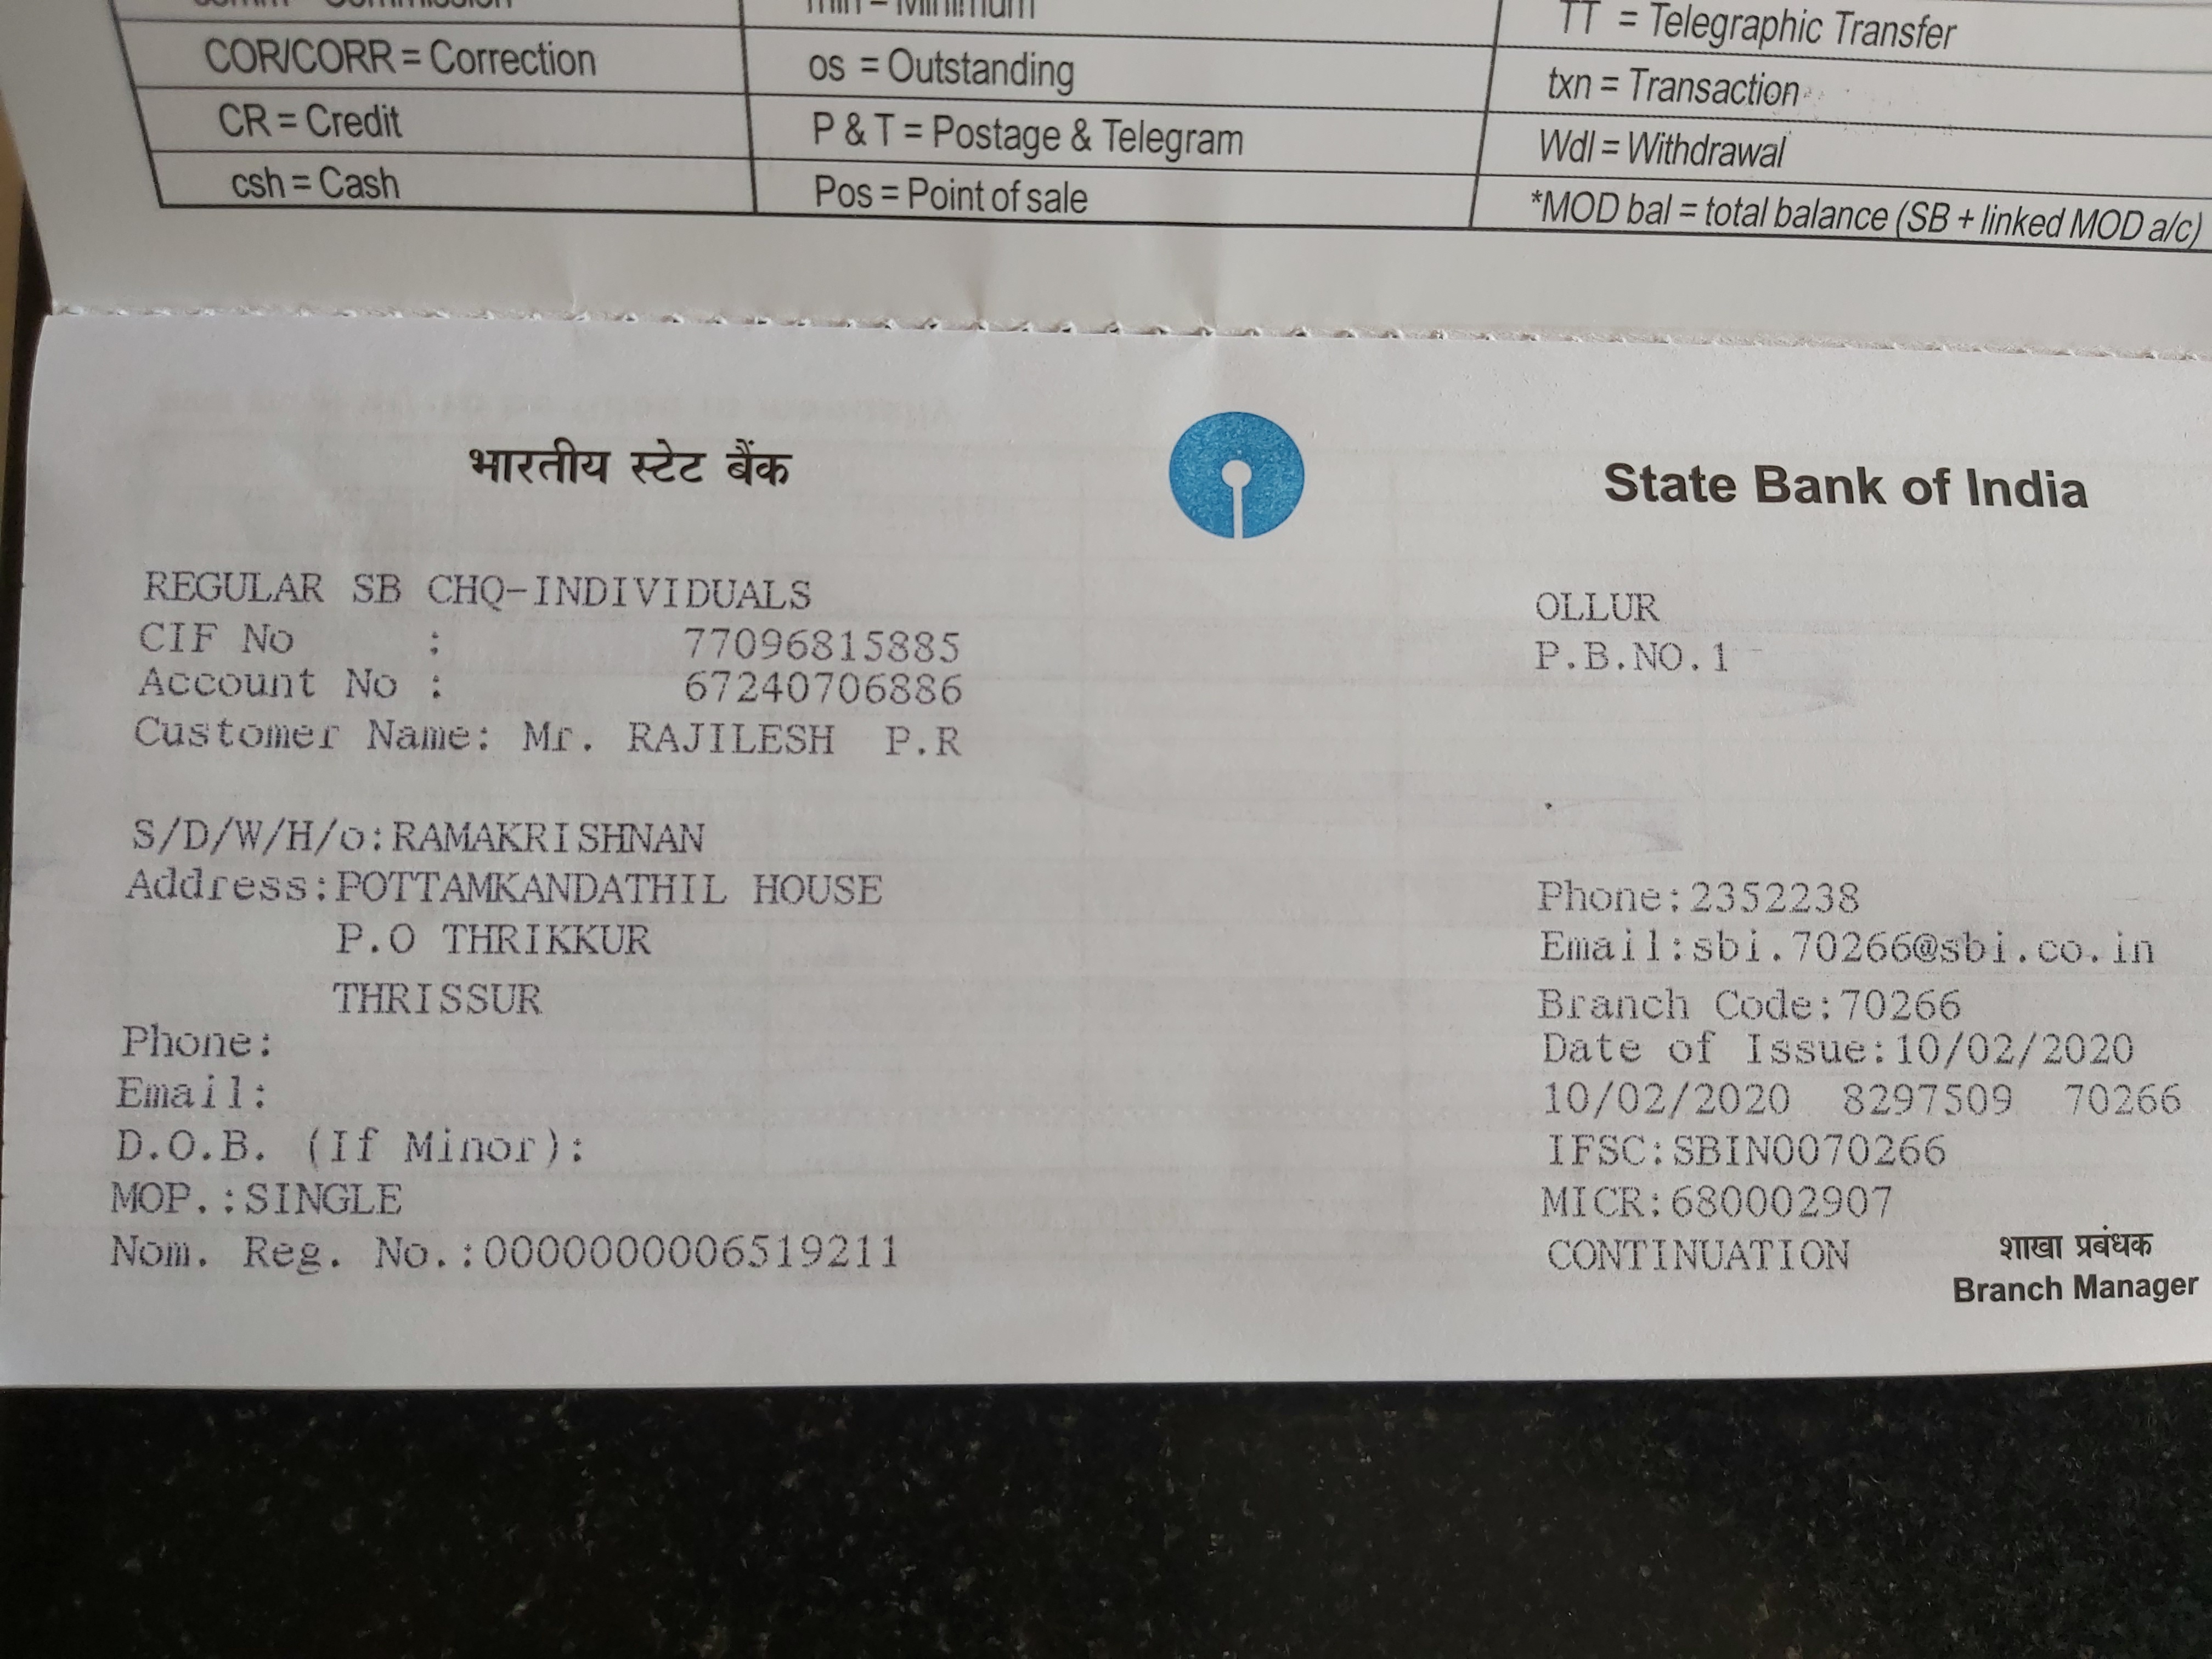 COR/CORR = Correction
CR = Credit
csh = Cash
min = Minimum
os = Outstanding
P & T = Postage & Telegram
Pos = Point of sale
TT = Telegraphic Transfer
txn = Transaction
Wdl = Withdrawal
*MOD bal = total balance (SB + linked MOD a/c)
भारतीय स्टेट बैंक
State Bank of India
REGULAR SB CHQ-INDIVIDUALS
CIF No : 77096815885
Account No : 67240706886
Customer Name: Mr. RAJILESH P.R
S/D/W/H/o:RAMAKRISHNAN
Address:POTTAMKANDATHIL HOUSE
P.O THRIKKUR
THRISSUR
Phone:
Email:
D.O.B. (If Minor):
MOP.:SINGLE
Nom. Reg. No.:0000000006519211
OLLUR
P.B.NO.1
Phone:2352238
Email:sbi.70266@sbi.co.in
Branch Code:70266
Date of Issue:10/02/2020
10/02/2020 8297509 70266
IFSC:SBIN0070266
MICR:680002907
CONTINUATION
शाखा प्रबंधक
Branch Manager